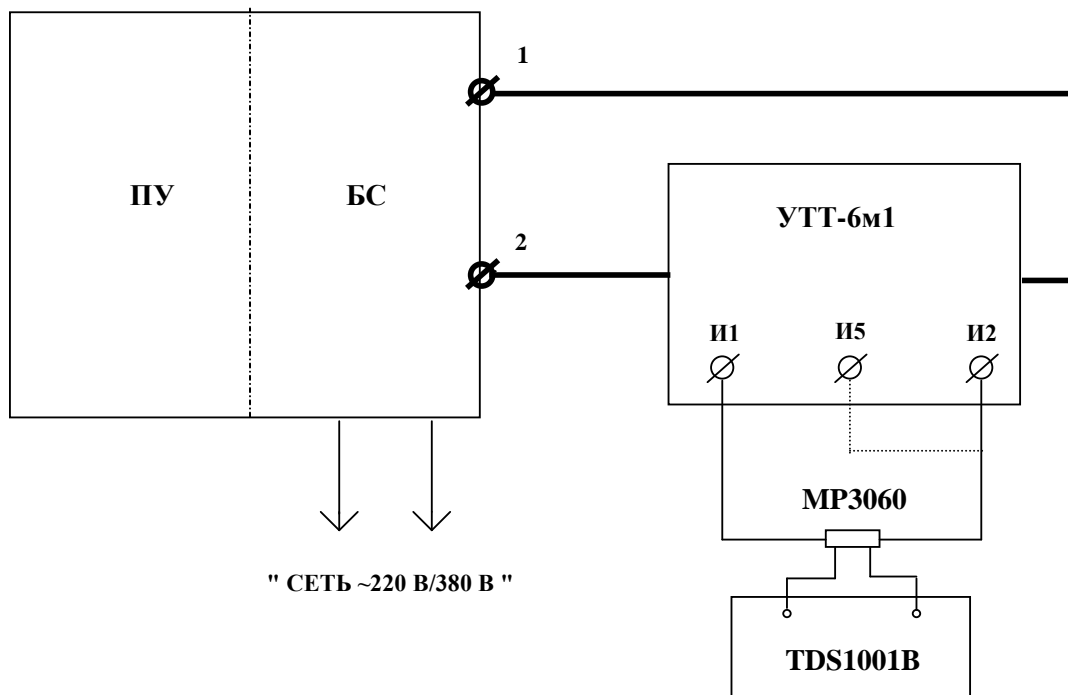 1
ПУ
БС
УТТ-6м1
2
И1
И5
И2
МР3060
" СЕТЬ ~220 В/380 В "
TDS1001B